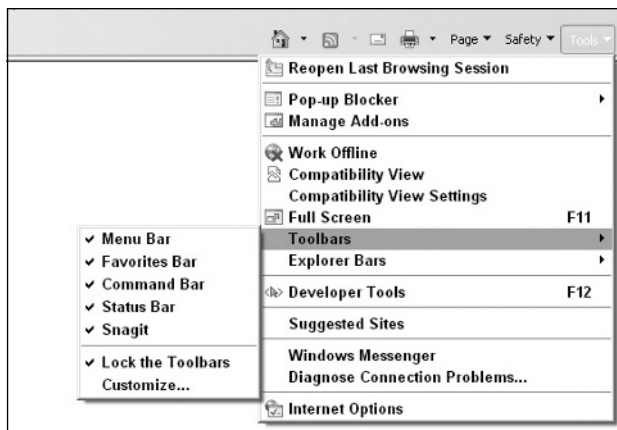 Page Safety Tools
Reopen Last Browsing Session
Pop-up Blocker
Manage Add-ons
Work Offline
Compatibility View
Compatibility View Settings
Full Screen F11
Toolbars
Explorer Bars
Developer Tools F12
Suggested Sites
Windows Messenger
Diagnose Connection Problems...
Internet Options
Menu Bar
Favorites Bar
Command Bar
Status Bar
Snagit
Lock the Toolbars
Customize...